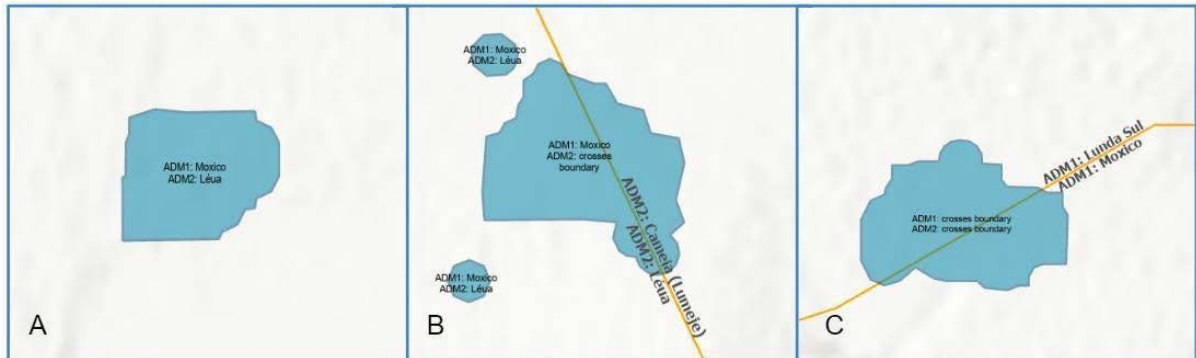 ADM1: Moxico
ADM2: Léua
A
ADM1: Moxico
ADM2: Léua
ADM1: Moxico
ADM2: crosses
boundary
ADM2: Cameia (Lumeje)
ADM2: Léua
ADM1: Moxico
ADM2: Léua
B
ADM1: Lunda Sul
ADM1: Moxico
ADM1: crosses boundary
ADM2: crosses boundary
C